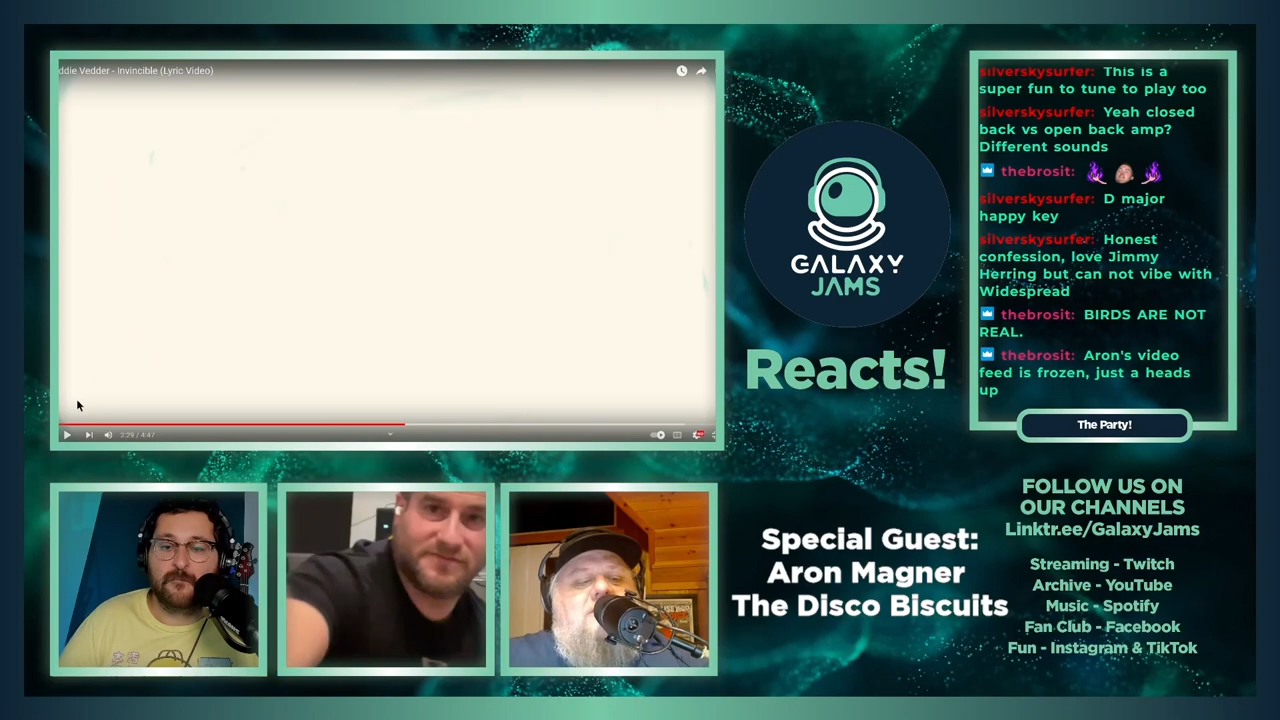 ddie Vedder - Invincible (Lyric Video)
2:29 / 4:47
GALAXY
JAMS
Reacts!
silverskysurfer: This is a
super fun to tune to play too
silverskysurfer: Yeah closed
back vs open back amp?
Different sounds
thebrosit:
silverskysurfer: D major
happy key
silverskysurfer: Honest
confession, love Jimmy
Herring but can not vibe with
Widespread
thebrosit: BIRDS ARE NOT
REAL.
thebrosit: Aron's video
feed is frozen, just a heads
up
The Party!
Special Guest:
Aron Magner
The Disco Biscuits
FOLLOW US ON
OUR CHANNELS
Linktr.ee/GalaxyJams
Streaming - Twitch
Archive - YouTube
Music - Spotify
Fan Club - Facebook
Fun - Instagram & TikTok